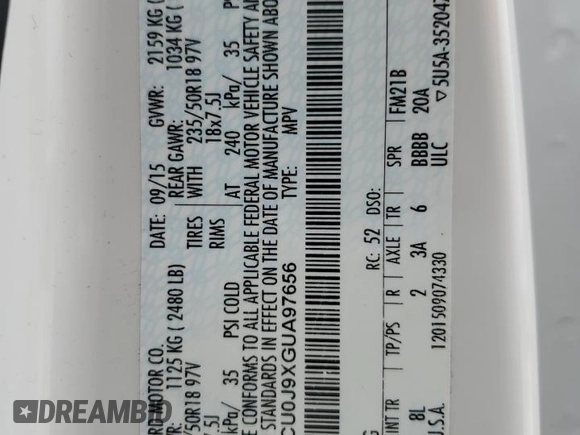 RD MOTOR CO. DATE: 09/15 GVWR: 2159 KG (
VR: 1125 KG ( 2480 LB) REAR GAWR: 1034 KG
50R18 97V TIRES WITH 235/50R18 97V
7.5J RIMS 18x7.5J
kPa/ 35 PSI COLD AT 240 kPa/ 35 P
E CONFORMS TO ALL APPLICABLE FEDERAL MOTOR VEHICLE SAFETY AN
STANDARDS IN EFFECT ON THE DATE OF MANUFACTURE SHOWN ABO
CU0J9XGUA97656 TYPE: MPV
RC: 52 DSO:
INT TR TP/PS R AXLE TR SPR FM21B
8L 2 3A 6 BBBB 20A
U.S.A. 1201509074330 ULC ▽5U5A-35204
DREAMBID